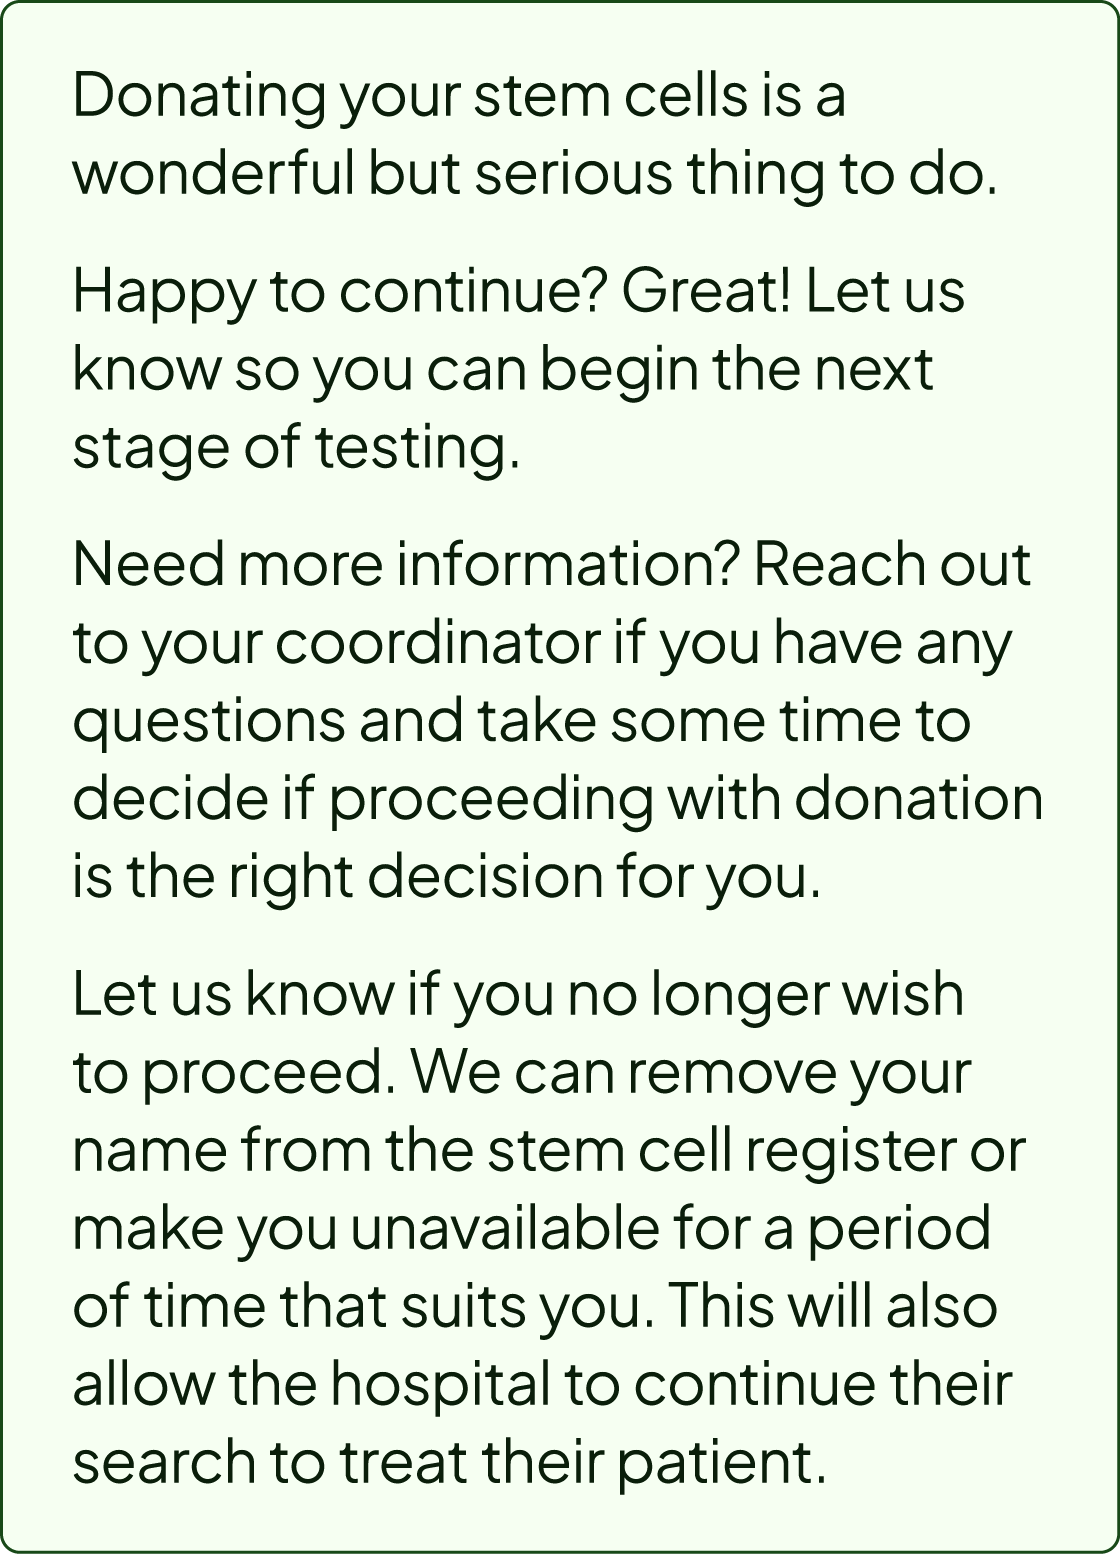 Donating your stem cells is a
wonderful but serious thing to do.
Happy to continue? Great! Let us
know so you can begin the next
stage of testing.
Need more information? Reach out
to your coordinator if you have any
questions and take some time to
decide if proceeding with donation
is the right decision for you.
Let us know if you no longer wish
to proceed. We can remove your
name from the stem cell register or
make you unavailable for a period
of time that suits you. This will also
allow the hospital to continue their
search to treat their patient.